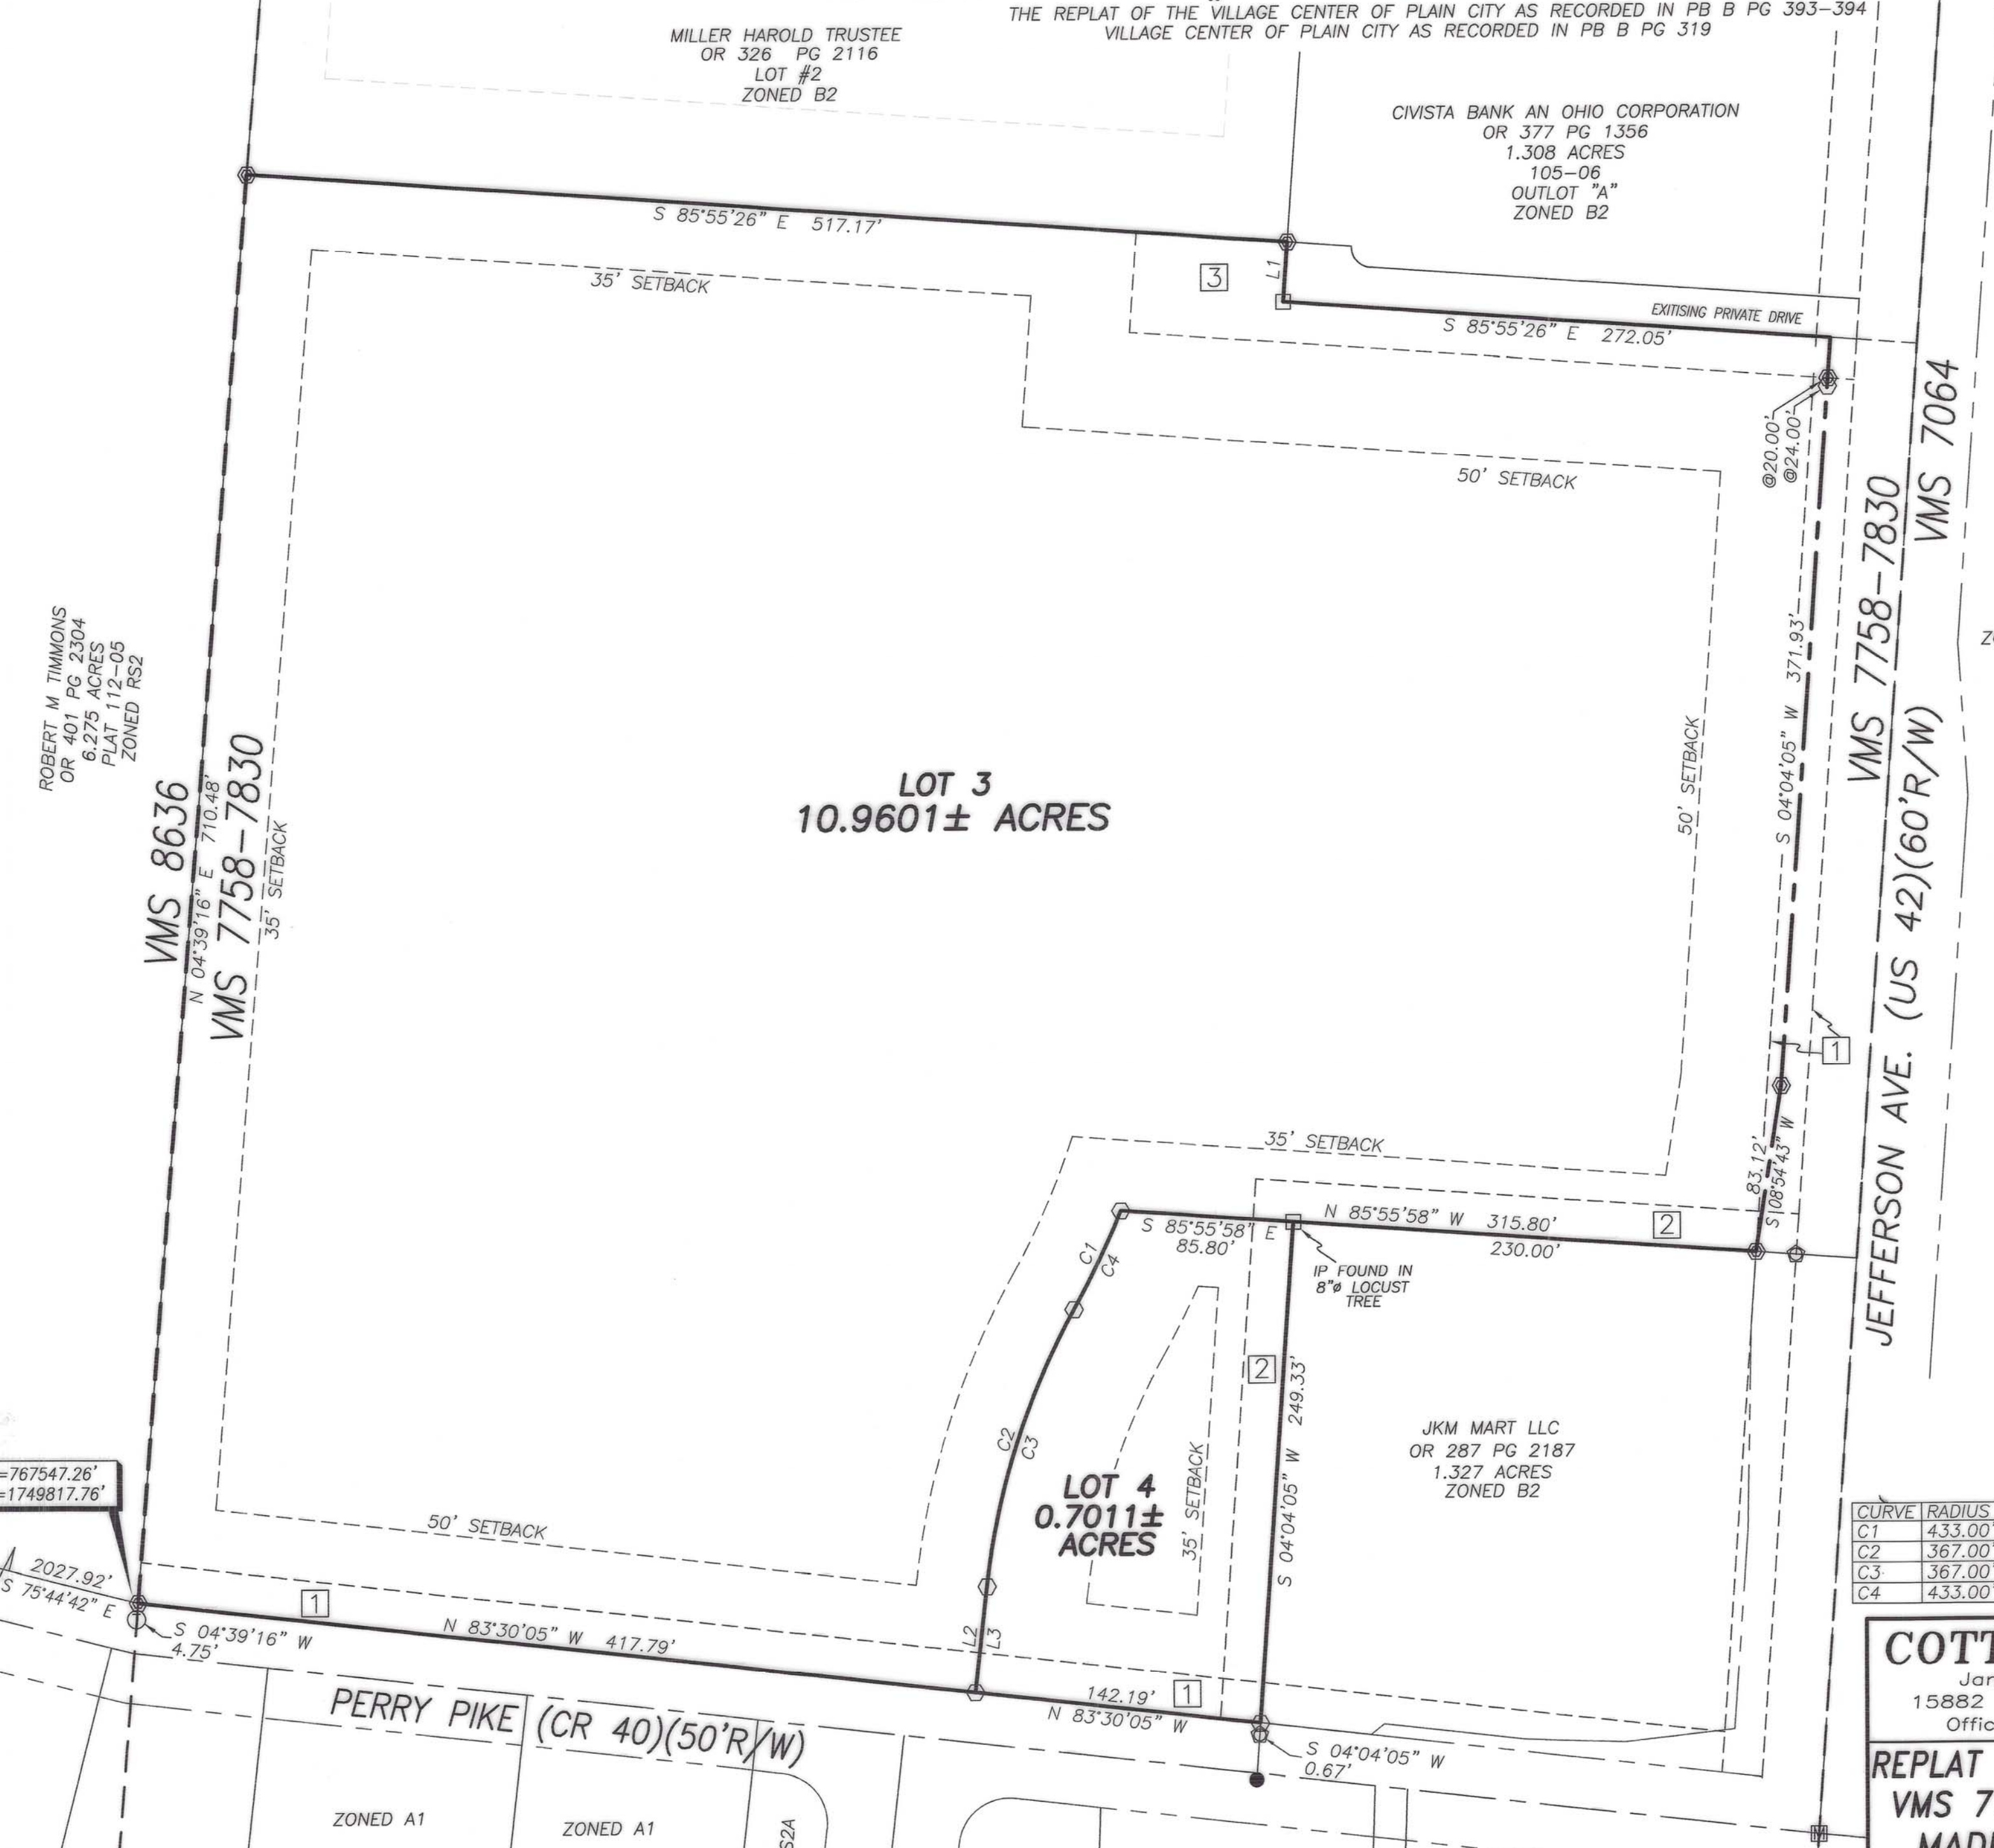 THE REPLAT OF THE VILLAGE CENTER OF PLAIN CITY AS RECORDED IN PB B PG 393-394
VILLAGE CENTER OF PLAIN CITY AS RECORDED IN PB B PG 319
MILLER HAROLD TRUSTEE
OR 326 PG 2116
LOT #2
ZONED B2
CIVISTA BANK AN OHIO CORPORATION
OR 377 PG 1356
1.308 ACRES
105-06
OUTLOT "A"
ZONED B2
S 85°55'26" E 517.17'
35' SETBACK
3
L1
EXITISING PRIVATE DRIVE
S 85°55'26" E 272.05'
@20.00'
@24.00'
50' SETBACK
VMS 7064
VMS 7758-7830
JEFFERSON AVE. (US 42)(60'R/W)
S 04°04'05" W 371.93'
50' SETBACK
ROBERT M TIMMONS
OR 401 PG 2304
6.275 ACRES
PLAT 112-05
ZONED RS2
VMS 8636
N 04°39'16" E 710.48'
VMS 7758-7830
35' SETBACK
LOT 3
10.9601± ACRES
1
83.12'
S 08°54'43" W
35' SETBACK
N 85°55'58" W 315.80'
2
230.00'
S 85°55'58" E
85.80'
C1
C4
IP FOUND IN
8"ø LOCUST
TREE
2
S 04°04'05" W 249.33'
C2
C3
JKM MART LLC
OR 287 PG 2187
1.327 ACRES
ZONED B2
LOT 4
0.7011±
ACRES
35' SETBACK
=767547.26'
=1749817.76'
50' SETBACK
2027.92'
S 75°44'42" E
1
S 04°39'16" W
4.75'
N 83°30'05" W 417.79'
L2
L3
142.19'
1
N 83°30'05" W
S 04°04'05" W
0.67'
PERRY PIKE (CR 40)(50'R/W)
ZONED A1
ZONED A1
S2A
M
CURVE RADIUS
C1 433.00'
C2 367.00'
C3 367.00'
C4 433.00'
COTT
Jar
15882
Offic
REPLAT
VMS 7